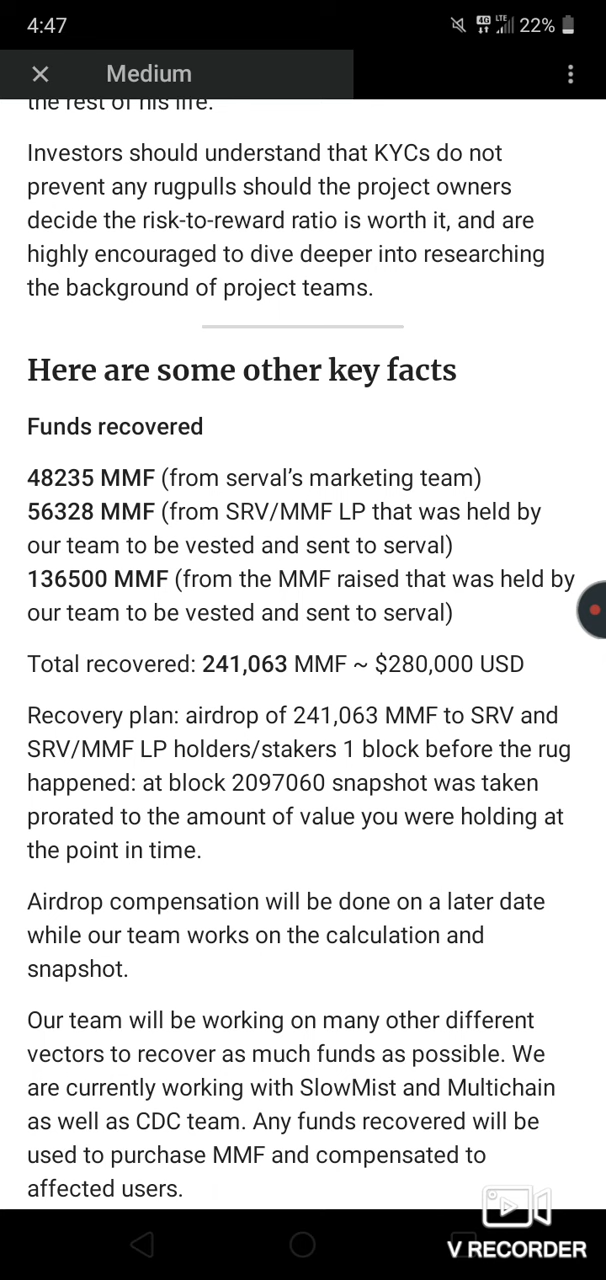 4:47
4G LTE 22%
Medium
the rest of his life.
Investors should understand that KYCs do not
prevent any rugpulls should the project owners
decide the risk-to-reward ratio is worth it, and are
highly encouraged to dive deeper into researching
the background of project teams.
Here are some other key facts
Funds recovered
48235 MMF (from serval’s marketing team)
56328 MMF (from SRV/MMF LP that was held by
our team to be vested and sent to serval)
136500 MMF (from the MMF raised that was held by
our team to be vested and sent to serval)
Total recovered: 241,063 MMF ~ $280,000 USD
Recovery plan: airdrop of 241,063 MMF to SRV and
SRV/MMF LP holders/stakers 1 block before the rug
happened: at block 2097060 snapshot was taken
prorated to the amount of value you were holding at
the point in time.
Airdrop compensation will be done on a later date
while our team works on the calculation and
snapshot.
Our team will be working on many other different
vectors to recover as much funds as possible. We
are currently working with SlowMist and Multichain
as well as CDC team. Any funds recovered will be
used to purchase MMF and compensated to
affected users.
V RECORDER